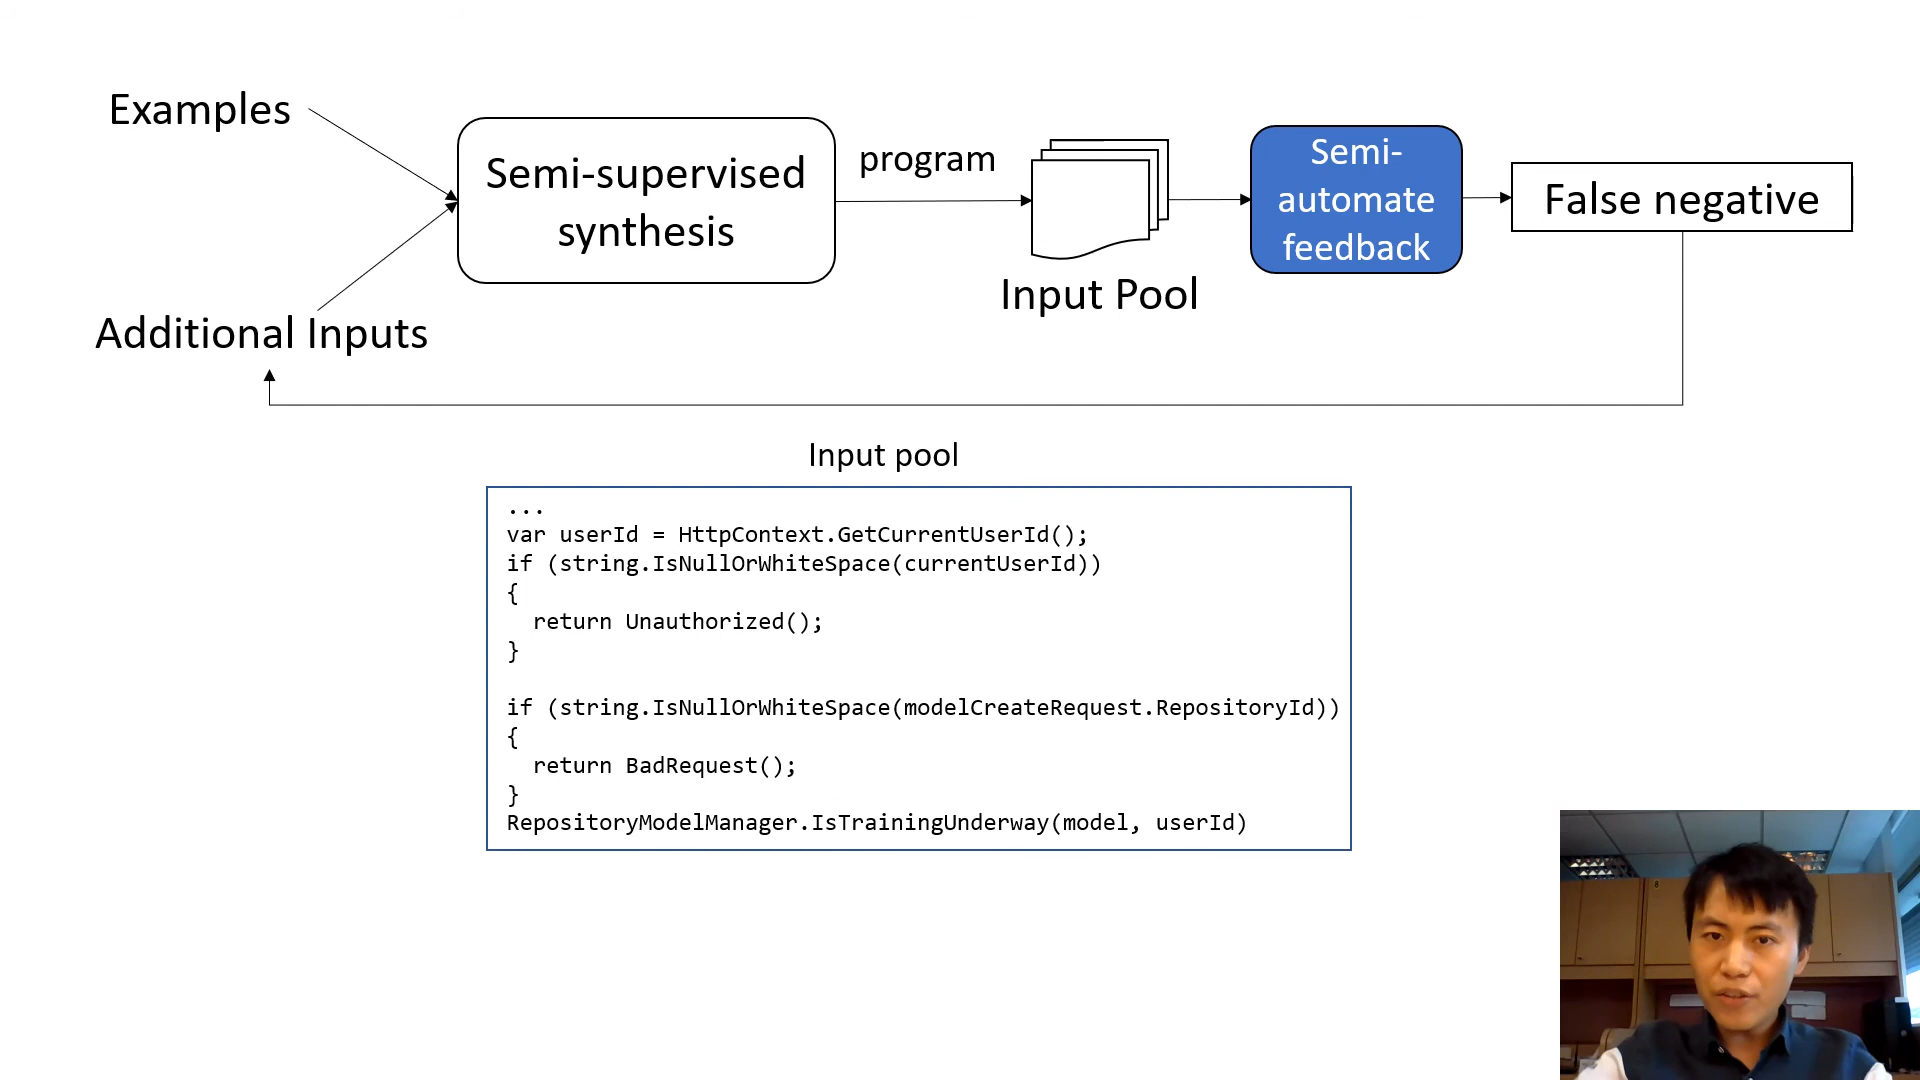 Examples
Semi-supervised
synthesis
program
Input Pool
Semi-
automate
feedback
False negative
Additional Inputs
Input pool
...
var userId = HttpContext.GetCurrentUserId();
if (string.IsNullOrWhiteSpace(currentUserId))
{
  return Unauthorized();
}

if (string.IsNullOrWhiteSpace(modelCreateRequest.RepositoryId))
{
  return BadRequest();
}
RepositoryModelManager.IsTrainingUnderway(model, userId)
8